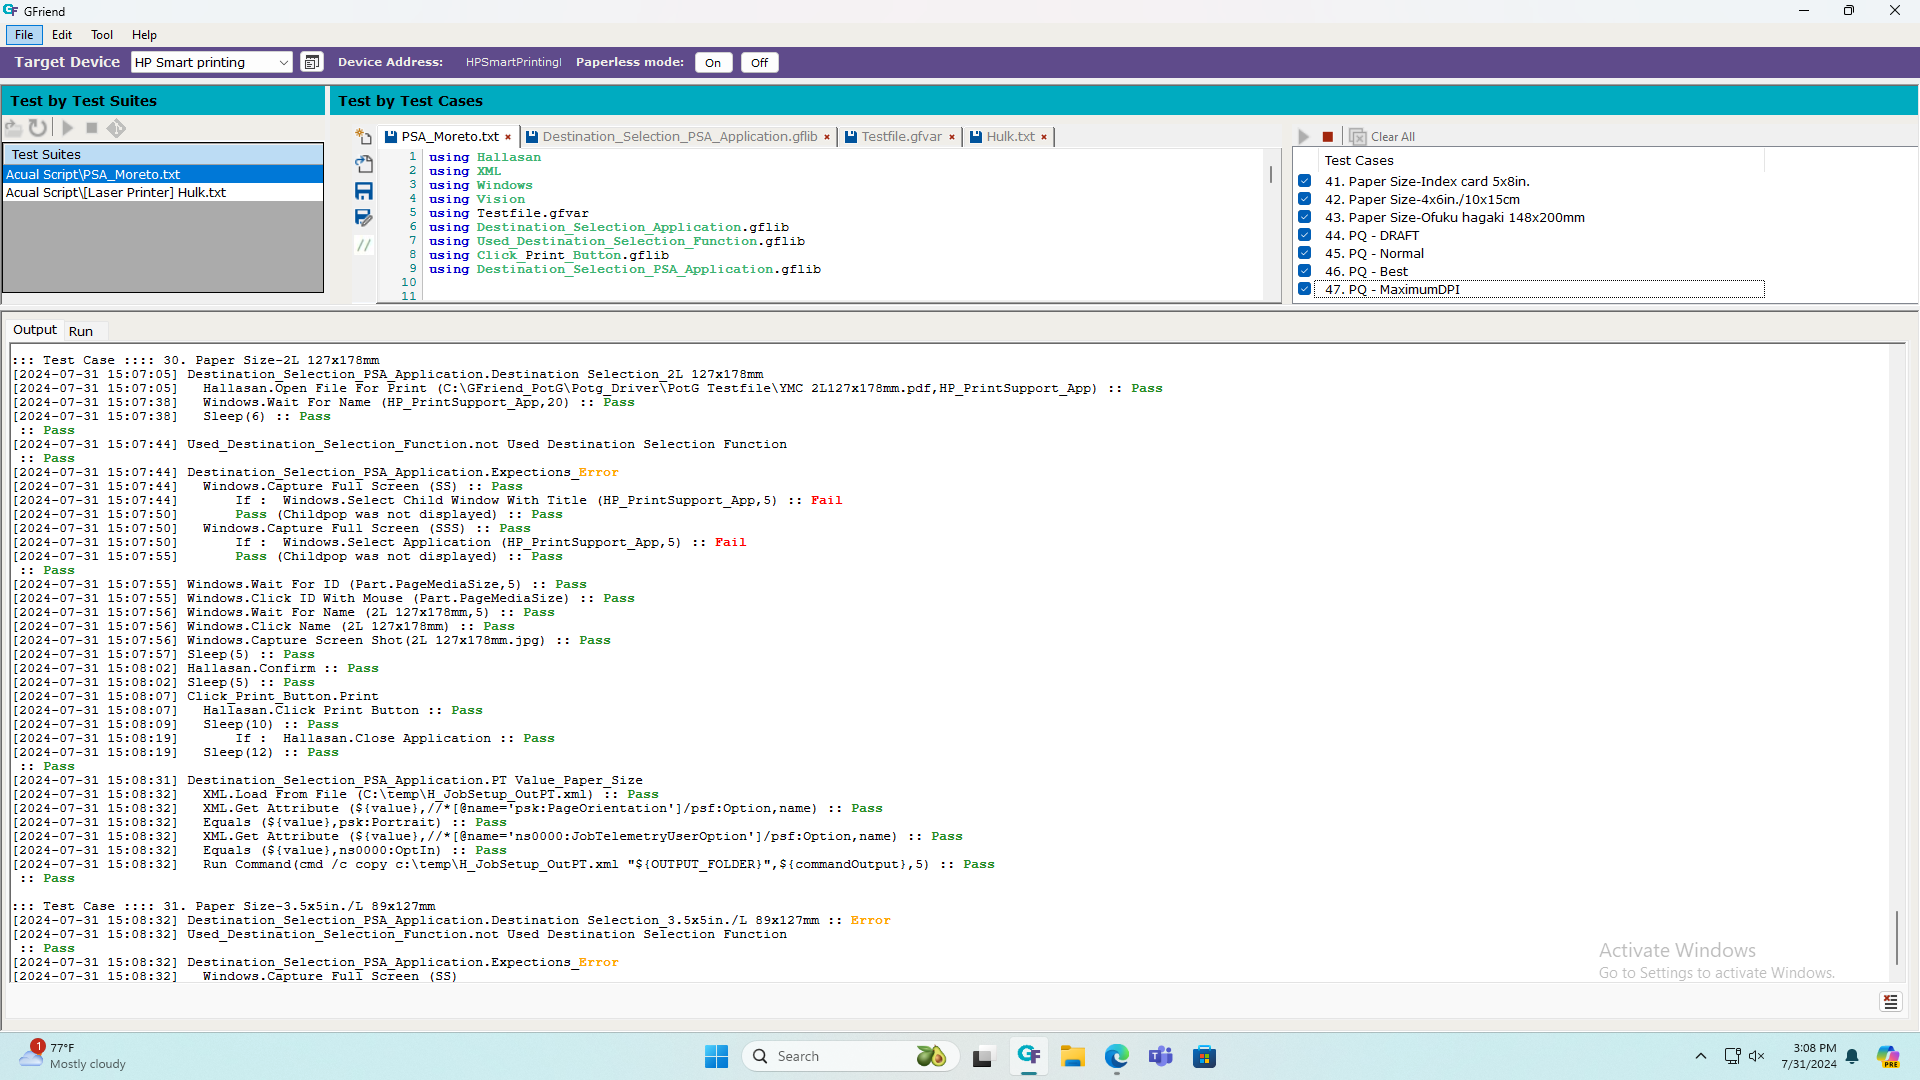 GFriend
File Edit Tool Help
Target Device HP Smart printing Device Address: HPSmartPrintingI Paperless mode: On Off
Test by Test Suites
Test by Test Cases
Test Suites
Acual Script\PSA_Moreto.txt
Acual Script\[Laser Printer] Hulk.txt
PSA_Moreto.txt × Destination_Selection_PSA_Application.gflib × Testfile.gfvar × Hulk.txt ×
1 using Hallasan
2 using XML
3 using Windows
4 using Vision
5 using Testfile.gfvar
6 using Destination_Selection_Application.gflib
7 using Used_Destination_Selection_Function.gflib
8 using Click_Print_Button.gflib
9 using Destination_Selection_PSA_Application.gflib
10
11
Clear All
Test Cases
41. Paper Size-Index card 5x8in.
42. Paper Size-4x6in./10x15cm
43. Paper Size-Ofuku hagaki 148x200mm
44. PQ - DRAFT
45. PQ - Normal
46. PQ - Best
47. PQ - MaximumDPI
Output Run
::: Test Case :::: 30. Paper Size-2L 127x178mm
[2024-07-31 15:07:05] Destination_Selection_PSA_Application.Destination Selection_2L 127x178mm
[2024-07-31 15:07:05] Hallasan.Open File For Print (C:\GFriend_PotG\Potg_Driver\PotG Testfile\YMC 2L127x178mm.pdf,HP_PrintSupport_App) :: Pass
[2024-07-31 15:07:38] Windows.Wait For Name (HP_PrintSupport_App,20) :: Pass
[2024-07-31 15:07:38] Sleep(6) :: Pass
:: Pass
[2024-07-31 15:07:44] Used_Destination_Selection_Function.not Used Destination Selection Function
:: Pass
[2024-07-31 15:07:44] Destination_Selection_PSA_Application.Expections_Error
[2024-07-31 15:07:44] Windows.Capture Full Screen (SS) :: Pass
[2024-07-31 15:07:44] If : Windows.Select Child Window With Title (HP_PrintSupport_App,5) :: Fail
[2024-07-31 15:07:50] Pass (Childpop was not displayed) :: Pass
[2024-07-31 15:07:50] Windows.Capture Full Screen (SSS) :: Pass
[2024-07-31 15:07:50] If : Windows.Select Application (HP_PrintSupport_App,5) :: Fail
[2024-07-31 15:07:55] Pass (Childpop was not displayed) :: Pass
:: Pass
[2024-07-31 15:07:55] Windows.Wait For ID (Part.PageMediaSize,5) :: Pass
[2024-07-31 15:07:55] Windows.Click ID With Mouse (Part.PageMediaSize) :: Pass
[2024-07-31 15:07:56] Windows.Wait For Name (2L 127x178mm,5) :: Pass
[2024-07-31 15:07:56] Windows.Click Name (2L 127x178mm) :: Pass
[2024-07-31 15:07:56] Windows.Capture Screen Shot(2L 127x178mm.jpg) :: Pass
[2024-07-31 15:07:57] Sleep(5) :: Pass
[2024-07-31 15:08:02] Hallasan.Confirm :: Pass
[2024-07-31 15:08:02] Sleep(5) :: Pass
[2024-07-31 15:08:07] Click_Print_Button.Print
[2024-07-31 15:08:07] Hallasan.Click Print Button :: Pass
[2024-07-31 15:08:09] Sleep(10) :: Pass
[2024-07-31 15:08:19] If : Hallasan.Close Application :: Pass
[2024-07-31 15:08:19] Sleep(12) :: Pass
:: Pass
[2024-07-31 15:08:31] Destination_Selection_PSA_Application.PT Value_Paper_Size
[2024-07-31 15:08:32] XML.Load From File (C:\temp\H_JobSetup_OutPT.xml) :: Pass
[2024-07-31 15:08:32] XML.Get Attribute (${value},//*[@name='psk:PageOrientation']/psf:Option,name) :: Pass
[2024-07-31 15:08:32] Equals (${value},psk:Portrait) :: Pass
[2024-07-31 15:08:32] XML.Get Attribute (${value},//*[@name='ns0000:JobTelemetryUserOption']/psf:Option,name) :: Pass
[2024-07-31 15:08:32] Equals (${value},ns0000:OptIn) :: Pass
[2024-07-31 15:08:32] Run Command(cmd /c copy c:\temp\H_JobSetup_OutPT.xml "${OUTPUT_FOLDER}",${commandOutput},5) :: Pass
:: Pass
::: Test Case :::: 31. Paper Size-3.5x5in./L 89x127mm
[2024-07-31 15:08:32] Destination_Selection_PSA_Application.Destination Selection_3.5x5in./L 89x127mm :: Error
[2024-07-31 15:08:32] Used_Destination_Selection_Function.not Used Destination Selection Function
:: Pass
[2024-07-31 15:08:32] Destination_Selection_PSA_Application.Expections_Error
[2024-07-31 15:08:32] Windows.Capture Full Screen (SS)
Activate Windows
Go to Settings to activate Windows.
1
77°F
Mostly cloudy
Search
3:08 PM
7/31/2024
PRE